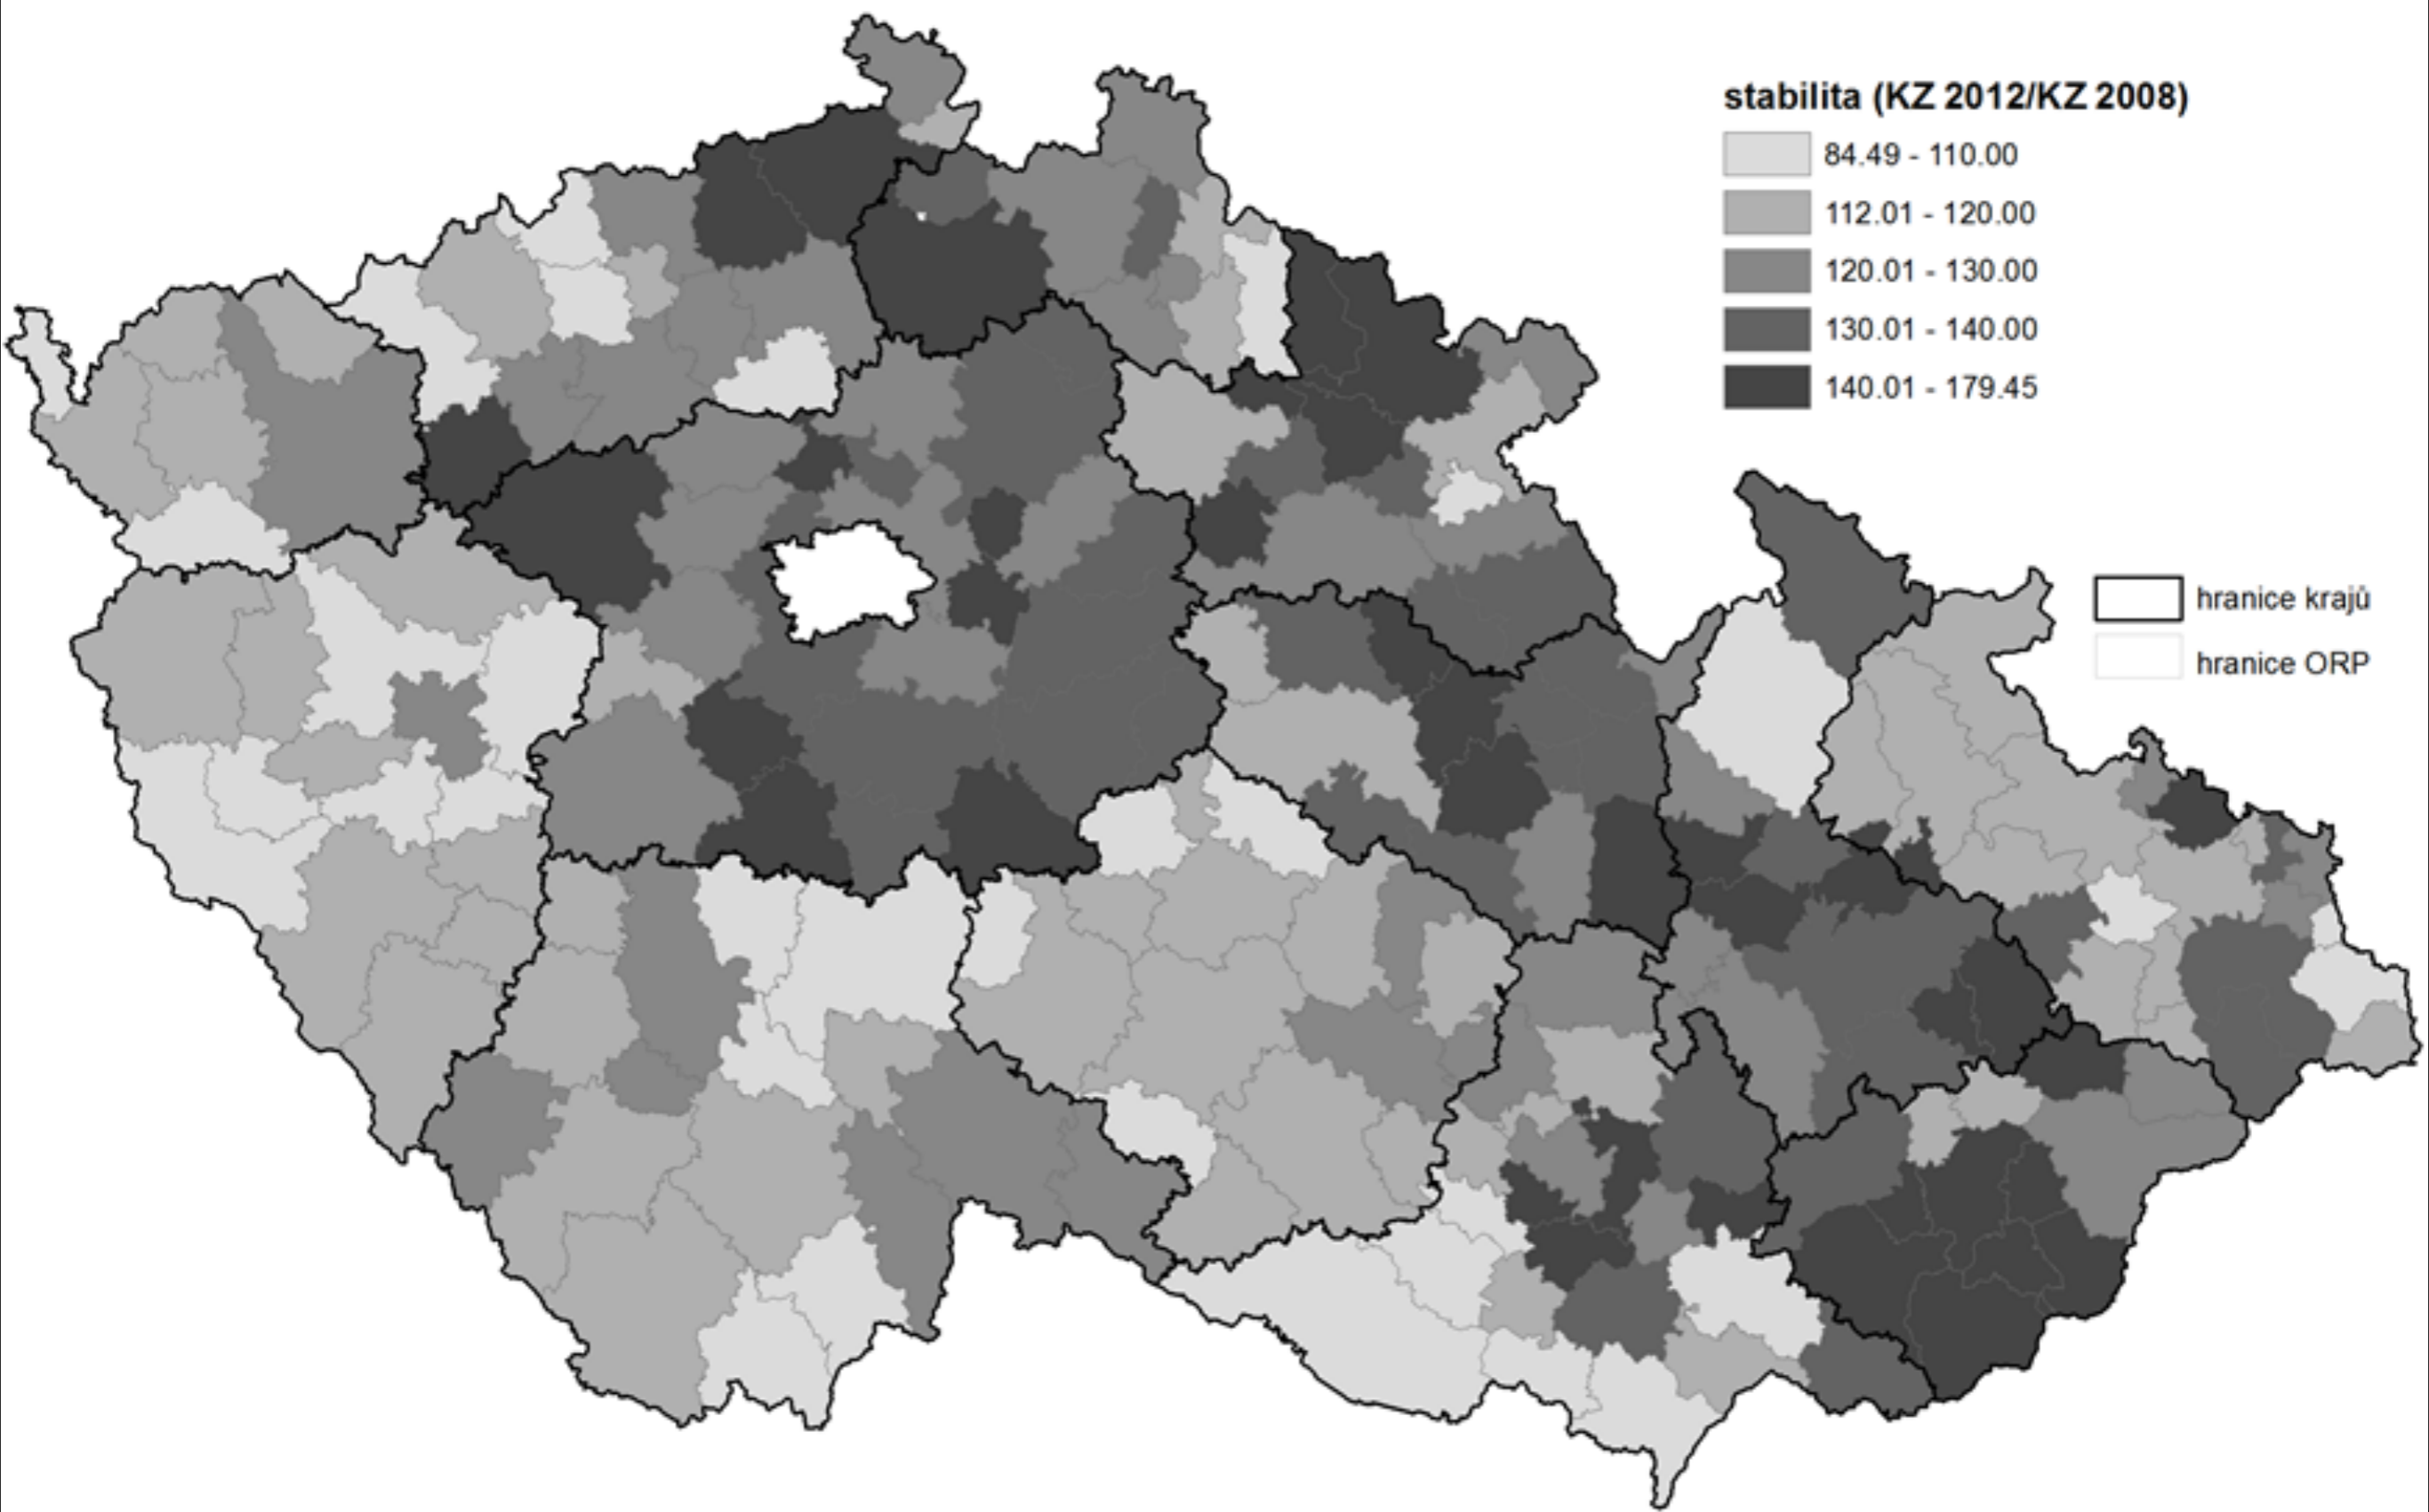 stabilita (KZ 2012/KZ 2008)
84.49 - 110.00
112.01 - 120.00
120.01 - 130.00
130.01 - 140.00
140.01 - 179.45
hranice krajů
hranice ORP